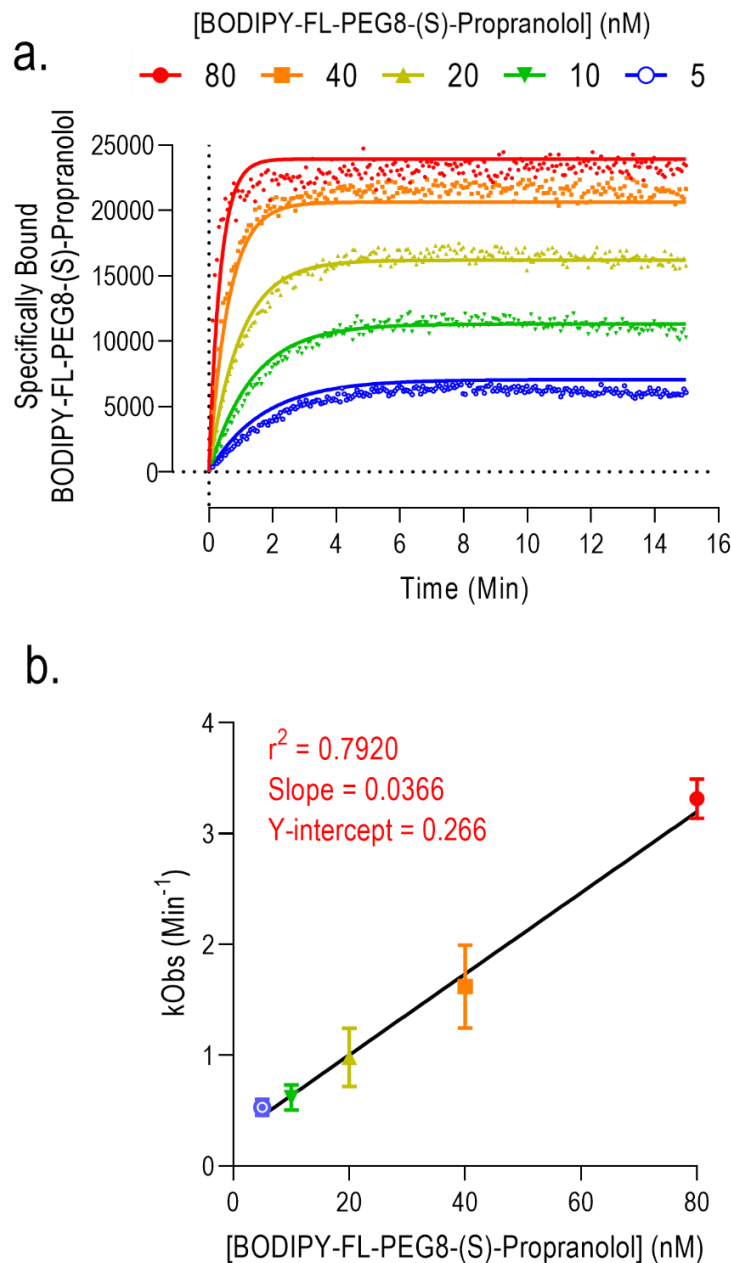 [BODIPY-FL-PEG8-(S)-Propranolol] (nM)
a.
80 40 20 10 5
Specifically Bound
BODIPY-FL-PEG8-(S)-Propranolol
25000
20000
15000
10000
5000
0
0 2 4 6 8 10 12 14 16
Time (Min)
b.
r² = 0.7920
Slope = 0.0366
Y-intercept = 0.266
kObs (Min⁻¹)
4
3
2
1
0
0 20 40 60 80
[BODIPY-FL-PEG8-(S)-Propranolol] (nM)